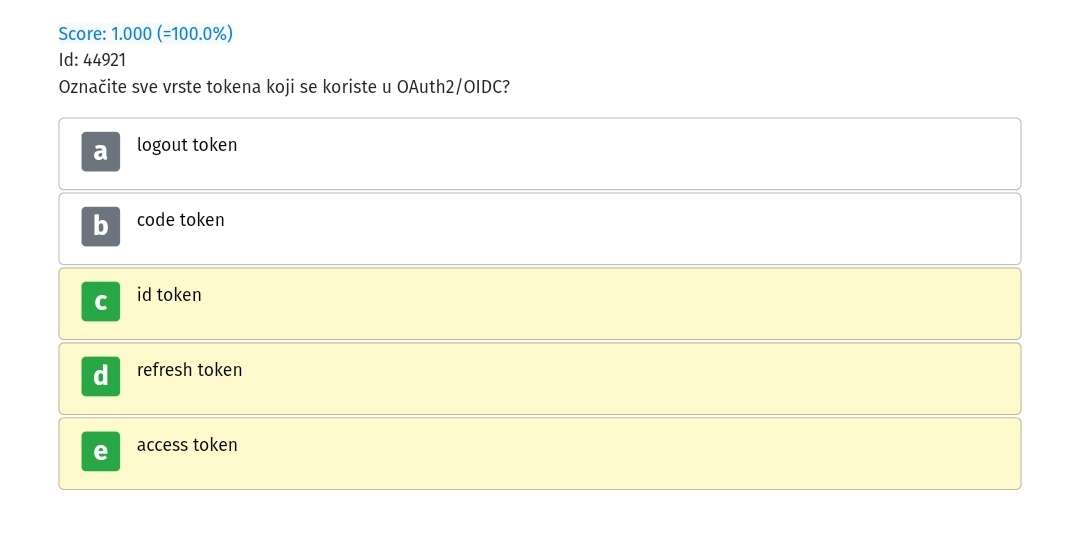 Score: 1.000 (=100.0%)
Id: 44921
Označite sve vrste tokena koji se koriste u OAuth2/OIDC?
a logout token
b code token
c id token
d refresh token
e access token